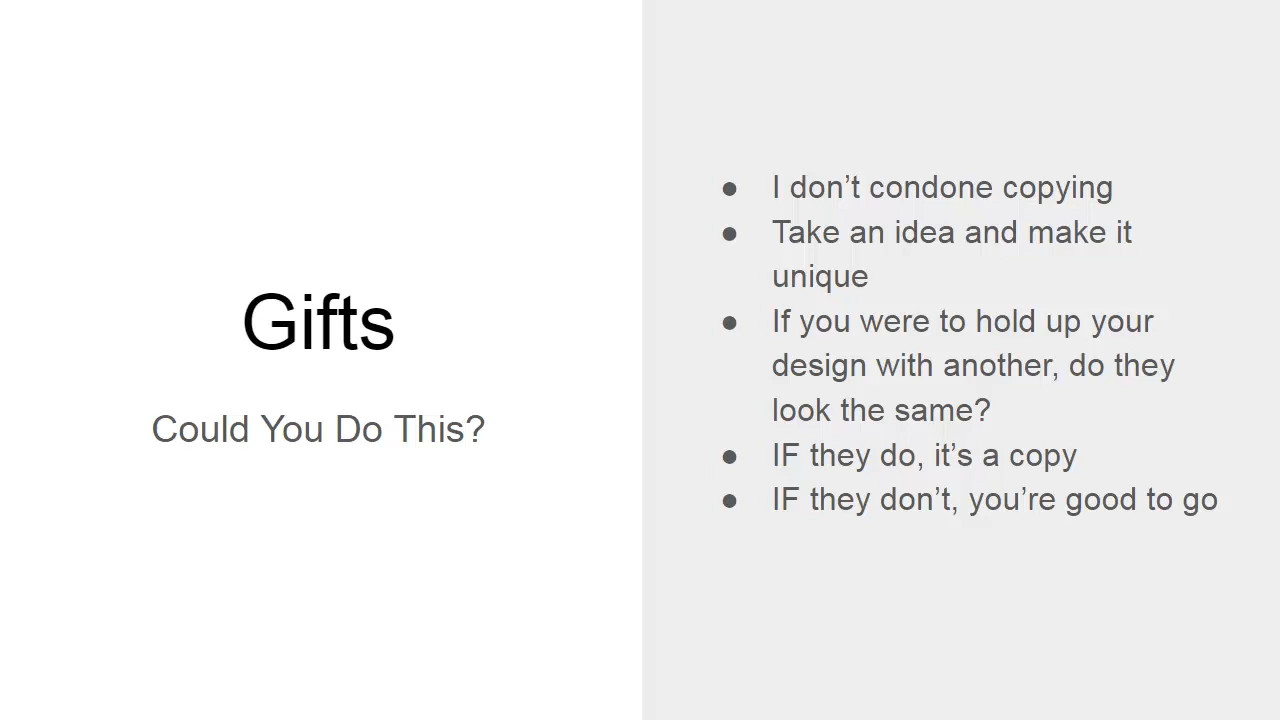 Gifts
Could You Do This?
● I don’t condone copying
● Take an idea and make it
unique
● If you were to hold up your
design with another, do they
look the same?
● IF they do, it’s a copy
● IF they don’t, you’re good to go